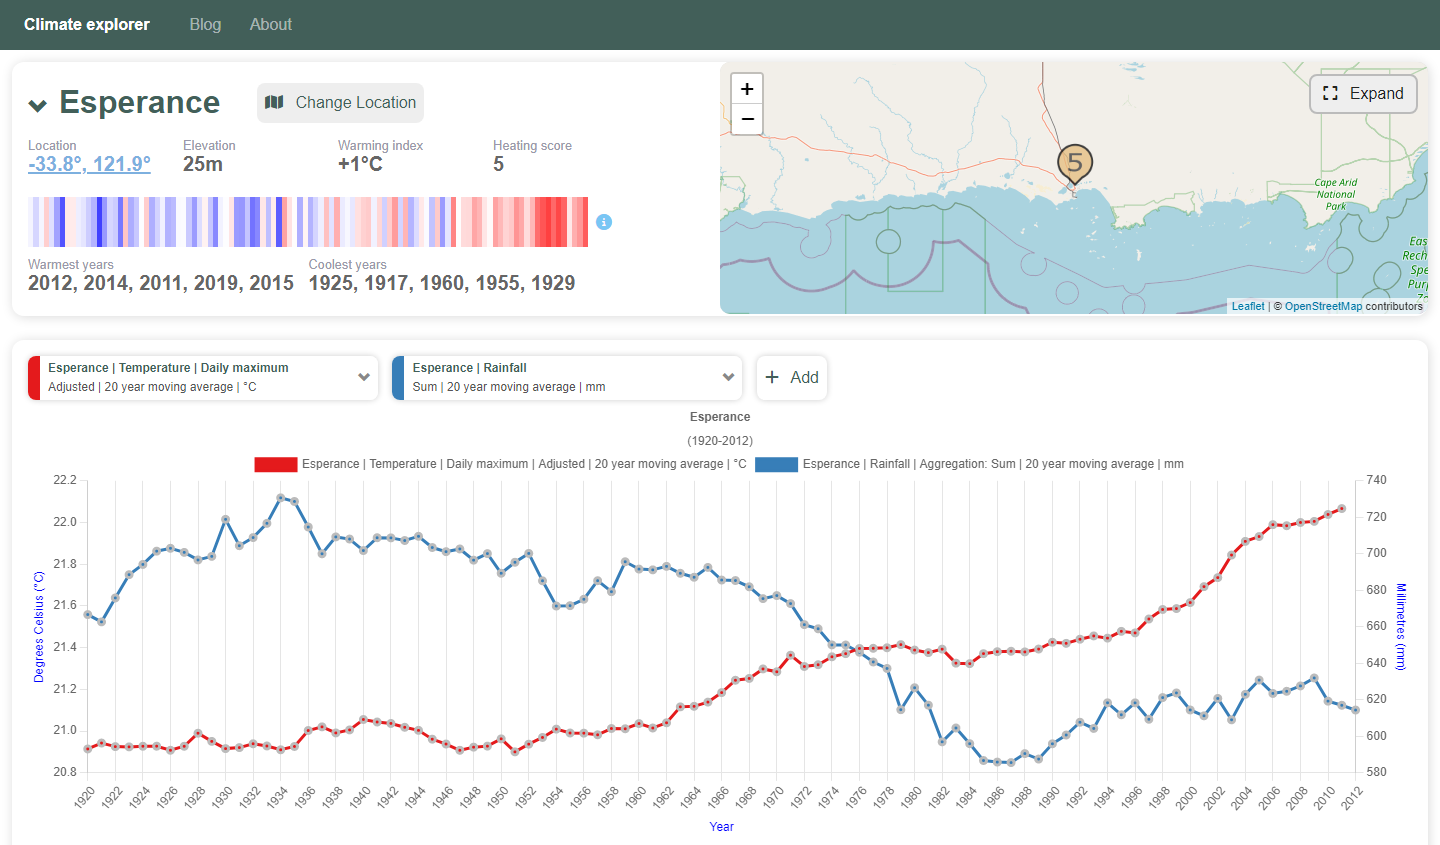 Climate explorer Blog About
Esperance
Change Location
Location Elevation Warming index Heating score
-33.8°, 121.9° 25m +1°C 5
Warmest years Coolest years
2012, 2014, 2011, 2019, 2015 1925, 1917, 1960, 1955, 1929
+
−
Expand
5
Cape Arid
National
Park
Eas
Rech
Spe
Purp
Leaflet | © OpenStreetMap contributors
Esperance | Temperature | Daily maximum
Adjusted | 20 year moving average | °C
Esperance | Rainfall
Sum | 20 year moving average | mm
+ Add
Esperance
(1920-2012)
Esperance | Temperature | Daily maximum | Adjusted | 20 year moving average | °C
Esperance | Rainfall | Aggregation: Sum | 20 year moving average | mm
22.2
22.0
21.8
21.6
21.4
21.2
21.0
20.8
Degrees Celsius (°C)
740
720
700
680
660
640
620
600
580
Millimetres (mm)
1920 1922 1924 1926 1928 1930 1932 1934 1936 1938 1940 1942 1944 1946 1948 1950 1952 1954 1956 1958 1960 1962 1964 1966 1968 1970 1972 1974 1976 1978 1980 1982 1984 1986 1988 1990 1992 1994 1996 1998 2000 2002 2004 2006 2008 2010 2012
Year